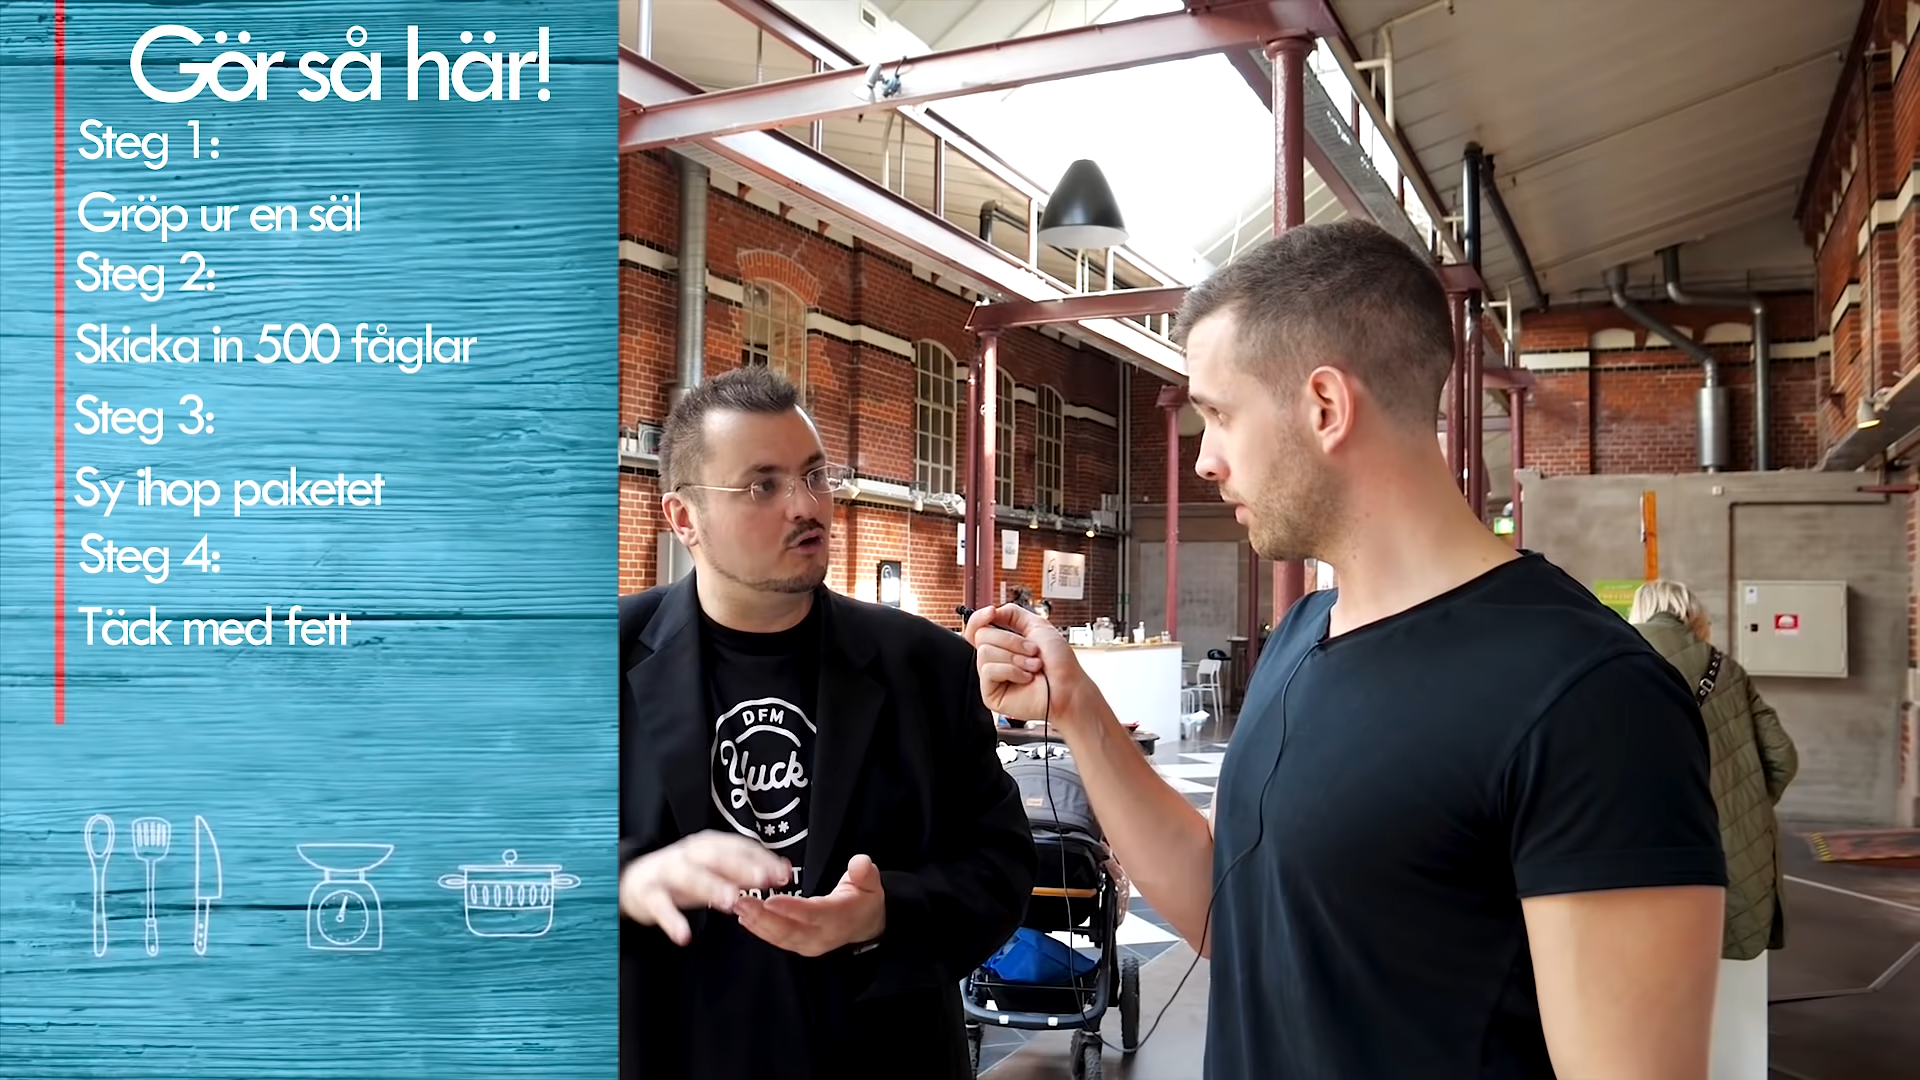 Gör så här!
Steg 1:
Gröp ur en säl
Steg 2:
Skicka in 500 fåglar
Steg 3:
Sy ihop paketet
Steg 4:
Täck med fett
DFM
Yuck